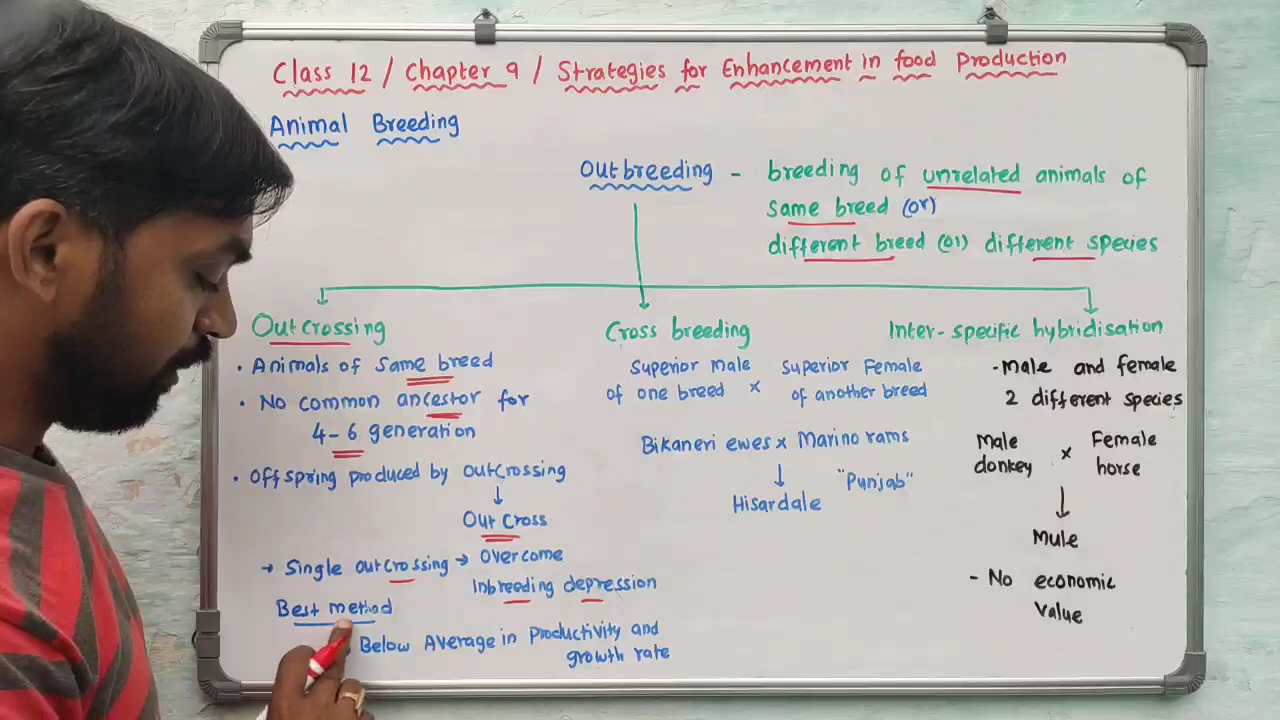 Class 12 / Chapter 9 / Strategies for Enhancement in food Production
Animal Breeding
Outbreeding - breeding of unrelated animals of
same breed (or)
different breed (or) different species
Outcrossing
• Animals of same breed
• No common ancestor for
4-6 generation
• Offspring produced by outcrossing
↓
Out Cross
→ Single outcrossing → Overcome
Inbreeding depression
Best method
Below Average in productivity and
growth rate
Cross breeding
Superior male × Superior Female
of one breed of another breed
Bikaneri ewes × Marino rams
↓ "Punjab"
Hisardale
Inter-specific hybridisation
- Male and female
2 different species
Male × Female
donkey horse
↓
Mule
- No economic
Value